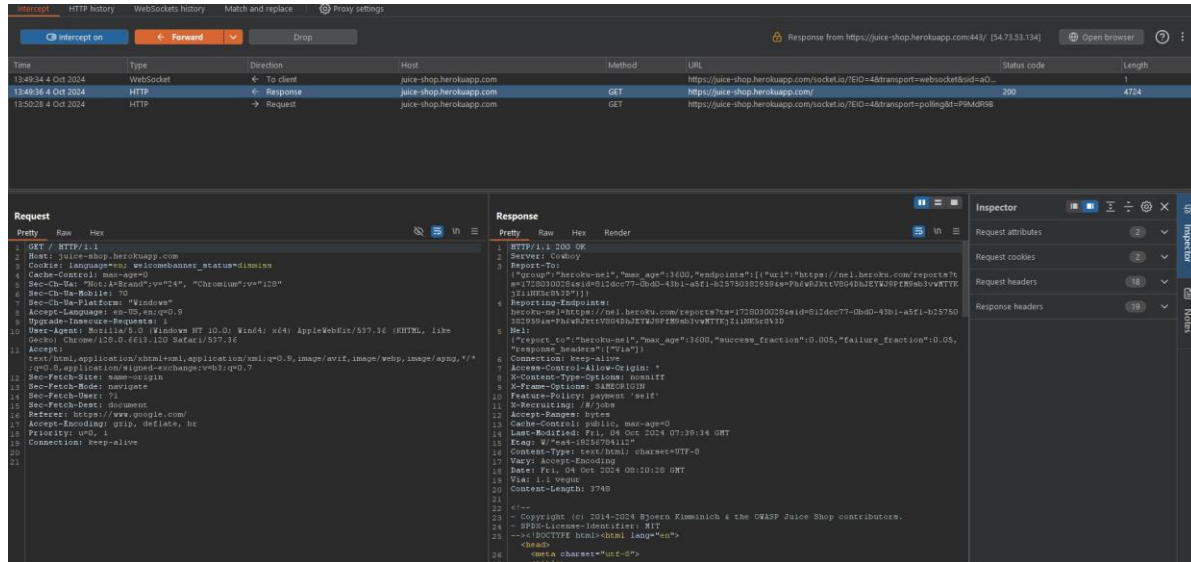 Intercept HTTP history WebSockets history Match and replace Proxy settings
Intercept on Forward Drop Response from https://juice-shop.herokuapp.com:443/ [54.73.53.134] Open browser
Time Type Direction Host Method URL Status code Length
13:49:34 4 Oct 2024 WebSocket ← To client juice-shop.herokuapp.com https://juice-shop.herokuapp.com/socket.io/?EIO=4&transport=websocket&sid=aO... 1
13:49:36 4 Oct 2024 HTTP ← Response juice-shop.herokuapp.com GET https://juice-shop.herokuapp.com/ 200 4724
13:50:28 4 Oct 2024 HTTP → Request juice-shop.herokuapp.com GET https://juice-shop.herokuapp.com/socket.io/?EIO=4&transport=polling&t=P9MdR9B
Request
Pretty Raw Hex
1 GET / HTTP/1.1
2 Host: juice-shop.herokuapp.com
3 Cookie: language=en; welcomebanner_status=dismiss
4 Cache-Control: max-age=0
5 Sec-Ch-Ua: "Not;A=Brand";v="24", "Chromium";v="128"
6 Sec-Ch-Ua-Mobile: ?0
7 Sec-Ch-Ua-Platform: "Windows"
8 Accept-Language: en-US,en;q=0.9
9 Upgrade-Insecure-Requests: 1
10 User-Agent: Mozilla/5.0 (Windows NT 10.0; Win64; x64) AppleWebKit/537.36 (KHTML, like
Gecko) Chrome/128.0.6613.120 Safari/537.36
11 Accept:
text/html,application/xhtml+xml,application/xml;q=0.9,image/avif,image/webp,image/apng,*/*
;q=0.8,application/signed-exchange;v=b3;q=0.7
12 Sec-Fetch-Site: same-origin
13 Sec-Fetch-Mode: navigate
14 Sec-Fetch-User: ?1
15 Sec-Fetch-Dest: document
16 Referer: https://www.google.com/
17 Accept-Encoding: gzip, deflate, br
18 Priority: u=0, i
19 Connection: keep-alive
20
21
Response
Pretty Raw Hex Render
1 HTTP/1.1 200 OK
2 Server: Cowboy
3 Report-To:
{"group":"heroku-nel","max_age":3600,"endpoints":[{"url":"https://nel.heroku.com/reports?t
4 Reporting-Endpoints:
5 Nel:
{"report_to":"heroku-nel","max_age":3600,"success_fraction":0.005,"failure_fraction":0.05,
"response_headers":["Via"]}
6 Connection: keep-alive
7 Access-Control-Allow-Origin: *
8 X-Content-Type-Options: nosniff
9 X-Frame-Options: SAMEORIGIN
10 Feature-Policy: payment 'self'
11 X-Recruiting: /#/jobs
12 Accept-Ranges: bytes
13 Cache-Control: public, max-age=0
14 Last-Modified: Fri, 04 Oct 2024 07:39:34 GMT
15 Etag: W/"ea4-19256784112"
16 Content-Type: text/html; charset=UTF-8
17 Vary: Accept-Encoding
18 Date: Fri, 04 Oct 2024 08:20:28 GMT
19 Via: 1.1 vegur
20 Content-Length: 3748
21
22 <!--
23 - Copyright (c) 2014-2024 Bjoern Kimminich & the OWASP Juice Shop contributors.
24 - SPDX-License-Identifier: MIT
25 --><!DOCTYPE html><html lang="en">
<head>
26 <meta charset="utf-8">
Inspector
Request attributes 2
Request cookies 2
Request headers 18
Response headers 19
Inspector
Notes